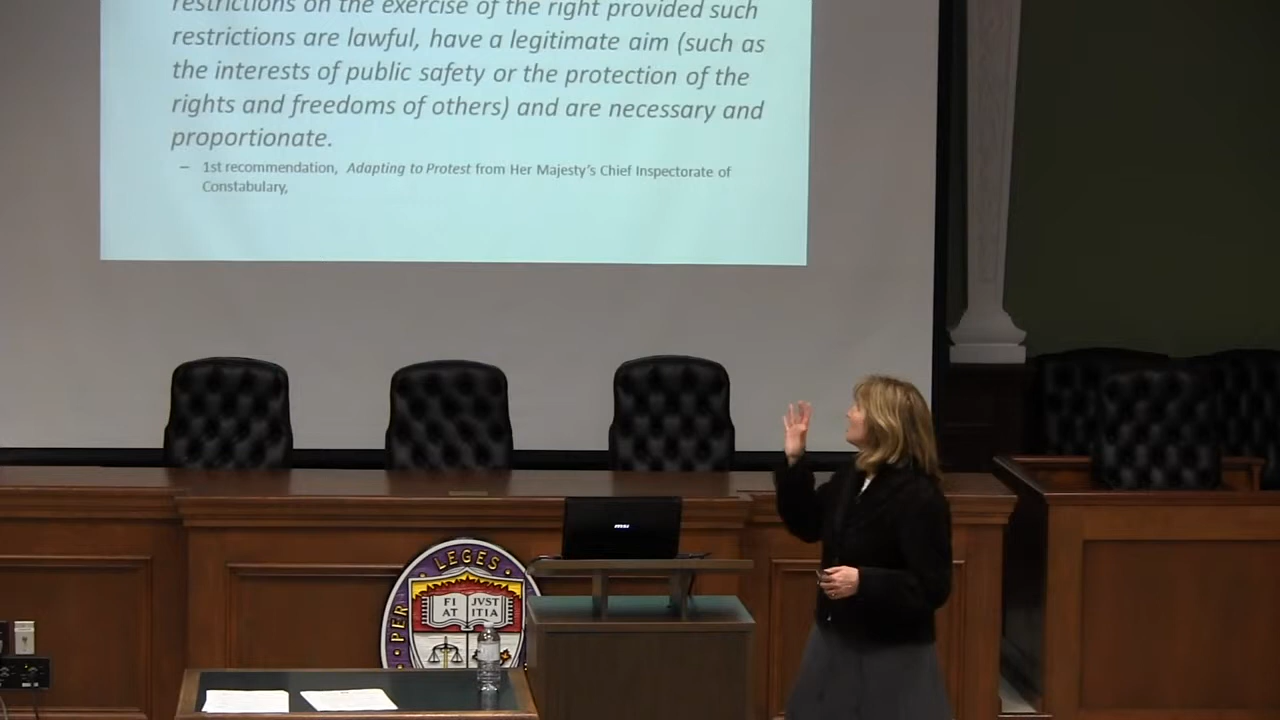 restrictions on the exercise of the right provided such
restrictions are lawful, have a legitimate aim (such as
the interests of public safety or the protection of the
rights and freedoms of others) and are necessary and
proportionate.
– 1st recommendation, Adapting to Protest from Her Majesty's Chief Inspectorate of
Constabulary,
msi
PER LEGES
FI JVST
AT ITIA